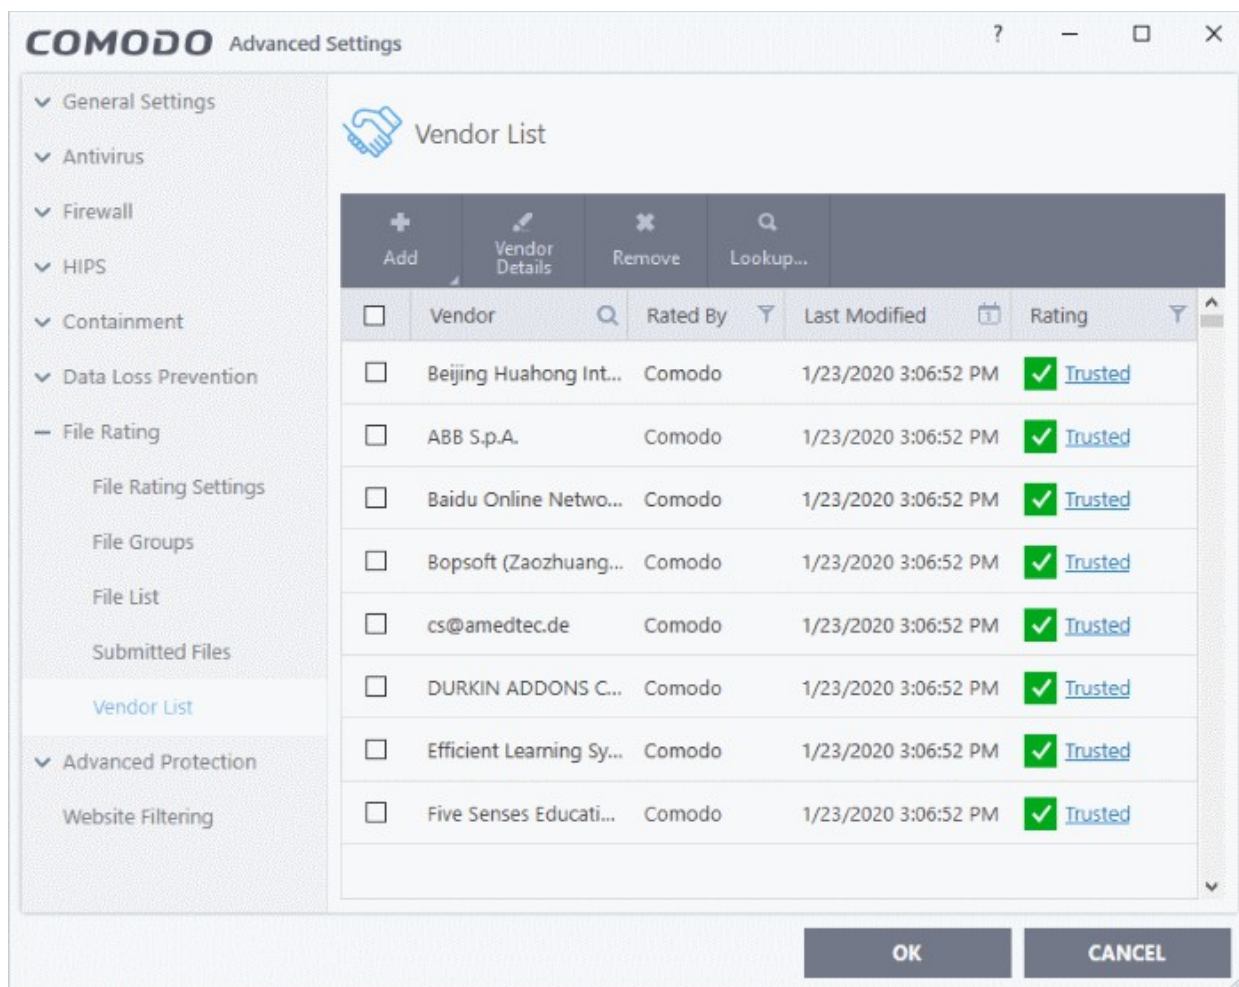 COMODO Advanced Settings ?
General Settings
Antivirus
Firewall
HIPS
Containment
Data Loss Prevention
File Rating
File Rating Settings
File Groups
File List
Submitted Files
Vendor List
Advanced Protection
Website Filtering
Vendor List
Add Vendor Details Remove Lookup...
Vendor Rated By Last Modified 1 Rating
Beijing Huahong Int... Comodo 1/23/2020 3:06:52 PM Trusted
ABB S.p.A. Comodo 1/23/2020 3:06:52 PM Trusted
Baidu Online Netwo... Comodo 1/23/2020 3:06:52 PM Trusted
Bopsoft (Zaozhuang... Comodo 1/23/2020 3:06:52 PM Trusted
cs@amedtec.de Comodo 1/23/2020 3:06:52 PM Trusted
DURKIN ADDONS C... Comodo 1/23/2020 3:06:52 PM Trusted
Efficient Learning Sy... Comodo 1/23/2020 3:06:52 PM Trusted
Five Senses Educati... Comodo 1/23/2020 3:06:52 PM Trusted
OK CANCEL